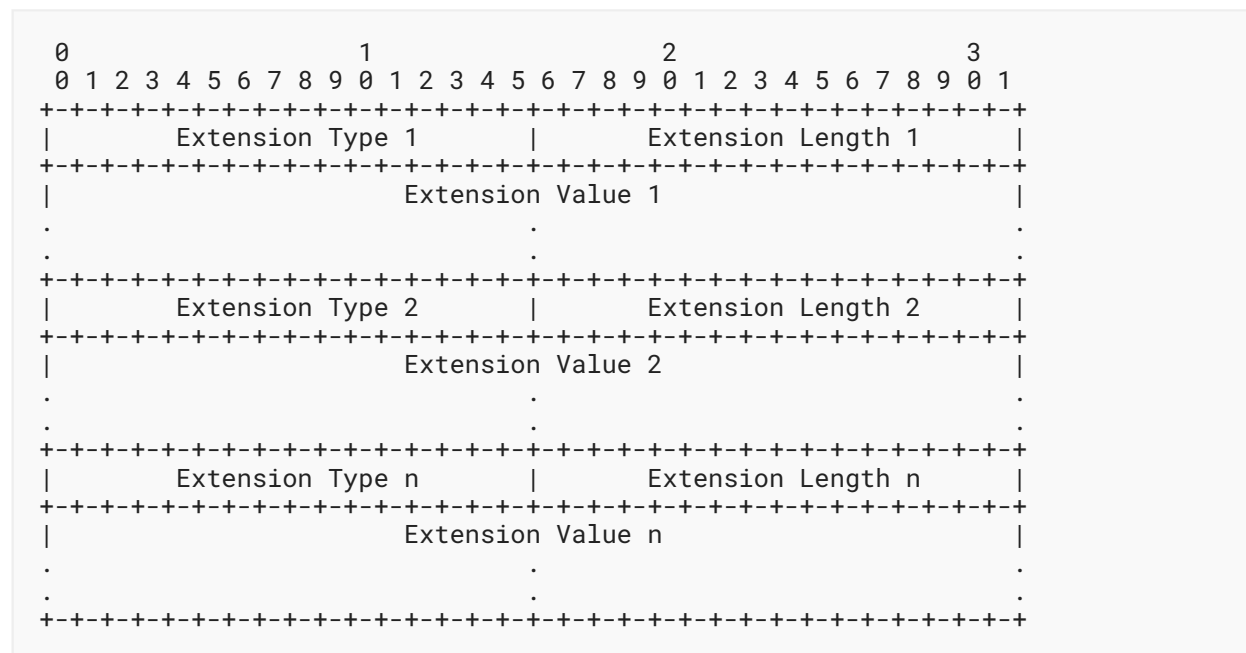 0                   1                   2                   3
 0 1 2 3 4 5 6 7 8 9 0 1 2 3 4 5 6 7 8 9 0 1 2 3 4 5 6 7 8 9 0 1
+-+-+-+-+-+-+-+-+-+-+-+-+-+-+-+-+-+-+-+-+-+-+-+-+-+-+-+-+-+-+-+-+
|        Extension Type 1       |       Extension Length 1      |
+-+-+-+-+-+-+-+-+-+-+-+-+-+-+-+-+-+-+-+-+-+-+-+-+-+-+-+-+-+-+-+-+
|                       Extension Value 1                       |
.                               .                               .
.                               .                               .
+-+-+-+-+-+-+-+-+-+-+-+-+-+-+-+-+-+-+-+-+-+-+-+-+-+-+-+-+-+-+-+-+
|        Extension Type 2       |       Extension Length 2      |
+-+-+-+-+-+-+-+-+-+-+-+-+-+-+-+-+-+-+-+-+-+-+-+-+-+-+-+-+-+-+-+-+
|                       Extension Value 2                       |
.                               .                               .
.                               .                               .
+-+-+-+-+-+-+-+-+-+-+-+-+-+-+-+-+-+-+-+-+-+-+-+-+-+-+-+-+-+-+-+-+
|        Extension Type n       |       Extension Length n      |
+-+-+-+-+-+-+-+-+-+-+-+-+-+-+-+-+-+-+-+-+-+-+-+-+-+-+-+-+-+-+-+-+
|                       Extension Value n                       |
.                               .                               .
.                               .                               .
+-+-+-+-+-+-+-+-+-+-+-+-+-+-+-+-+-+-+-+-+-+-+-+-+-+-+-+-+-+-+-+-+